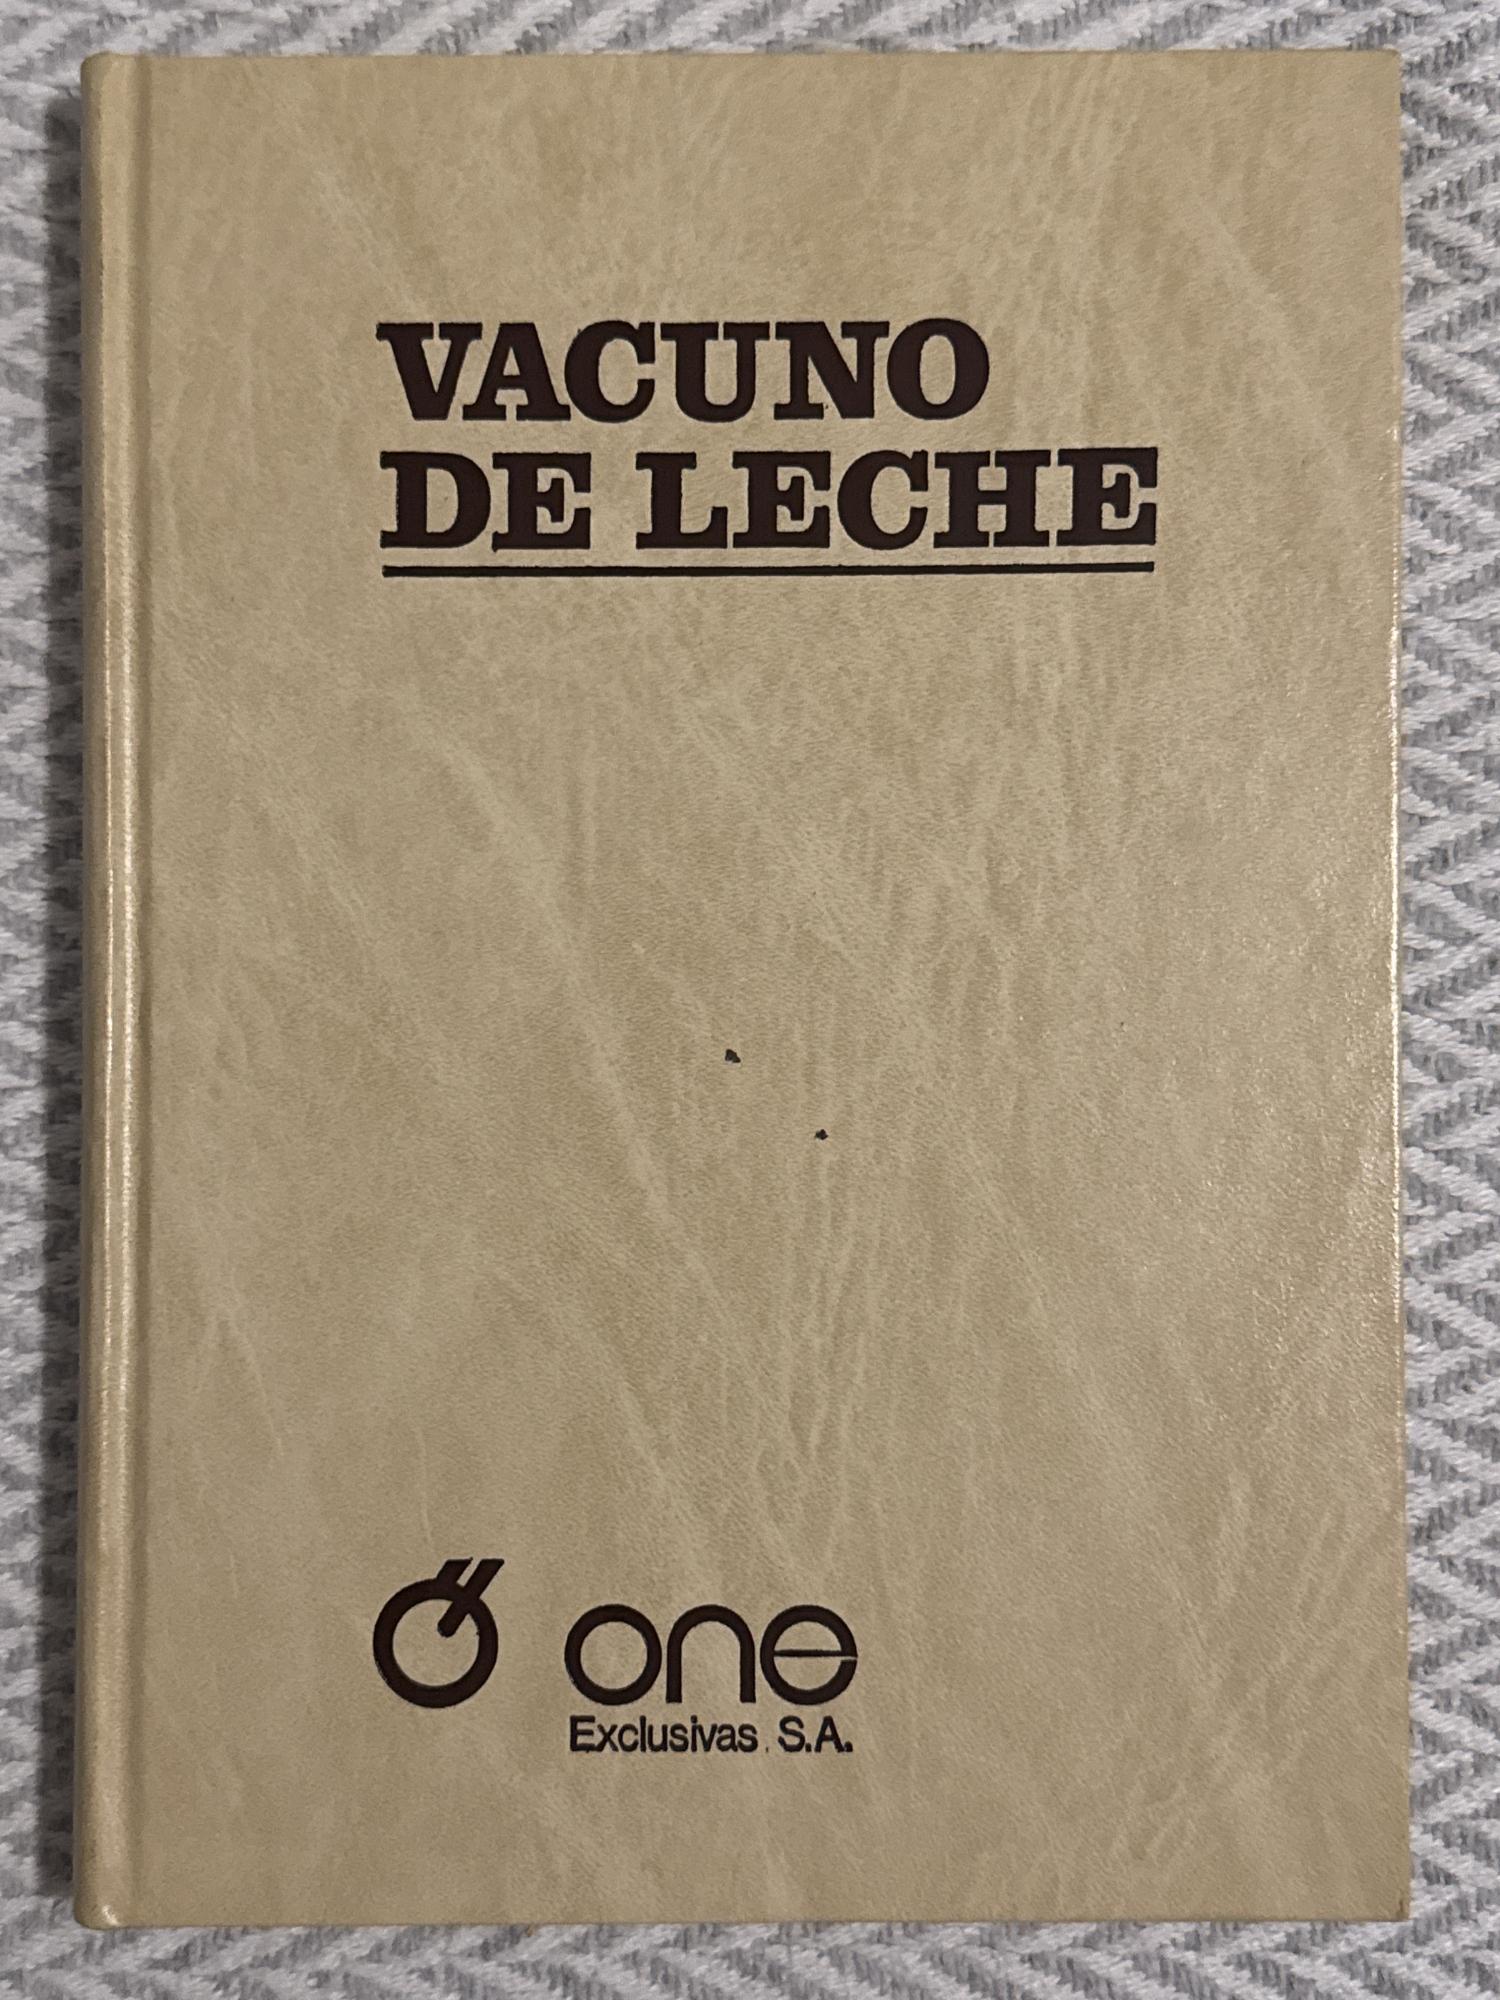 VACUNO
DE LECHE
one
Exclusivas, S.A.